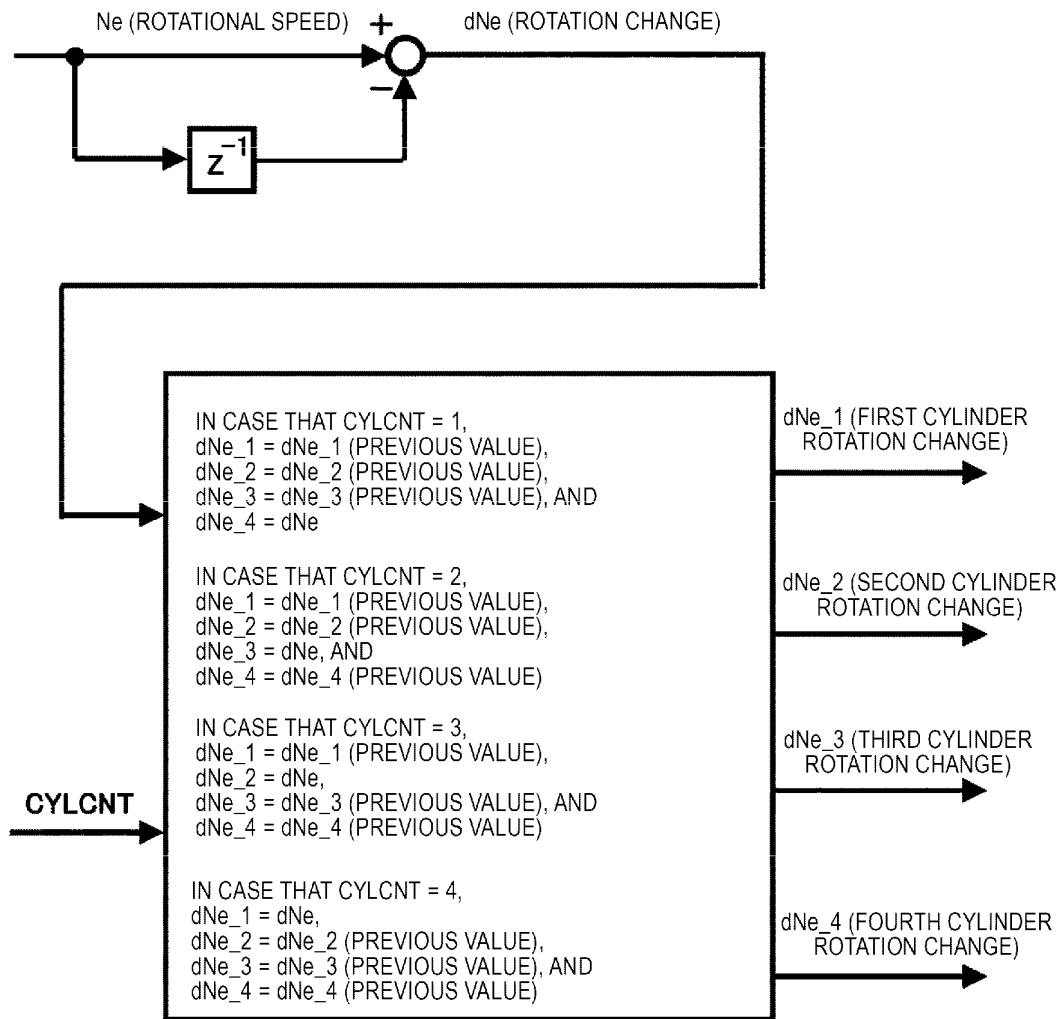 Ne (ROTATIONAL SPEED)
+
dNe (ROTATION CHANGE)
−
z⁻¹
IN CASE THAT CYLCNT = 1,
dNe_1 = dNe_1 (PREVIOUS VALUE),
dNe_2 = dNe_2 (PREVIOUS VALUE),
dNe_3 = dNe_3 (PREVIOUS VALUE), AND
dNe_4 = dNe
IN CASE THAT CYLCNT = 2,
dNe_1 = dNe_1 (PREVIOUS VALUE),
dNe_2 = dNe_2 (PREVIOUS VALUE),
dNe_3 = dNe, AND
dNe_4 = dNe_4 (PREVIOUS VALUE)
IN CASE THAT CYLCNT = 3,
dNe_1 = dNe_1 (PREVIOUS VALUE),
dNe_2 = dNe,
dNe_3 = dNe_3 (PREVIOUS VALUE), AND
dNe_4 = dNe_4 (PREVIOUS VALUE)
CYLCNT
IN CASE THAT CYLCNT = 4,
dNe_1 = dNe,
dNe_2 = dNe_2 (PREVIOUS VALUE),
dNe_3 = dNe_3 (PREVIOUS VALUE), AND
dNe_4 = dNe_4 (PREVIOUS VALUE)
dNe_1 (FIRST CYLINDER
ROTATION CHANGE)
dNe_2 (SECOND CYLINDER
ROTATION CHANGE)
dNe_3 (THIRD CYLINDER
ROTATION CHANGE)
dNe_4 (FOURTH CYLINDER
ROTATION CHANGE)